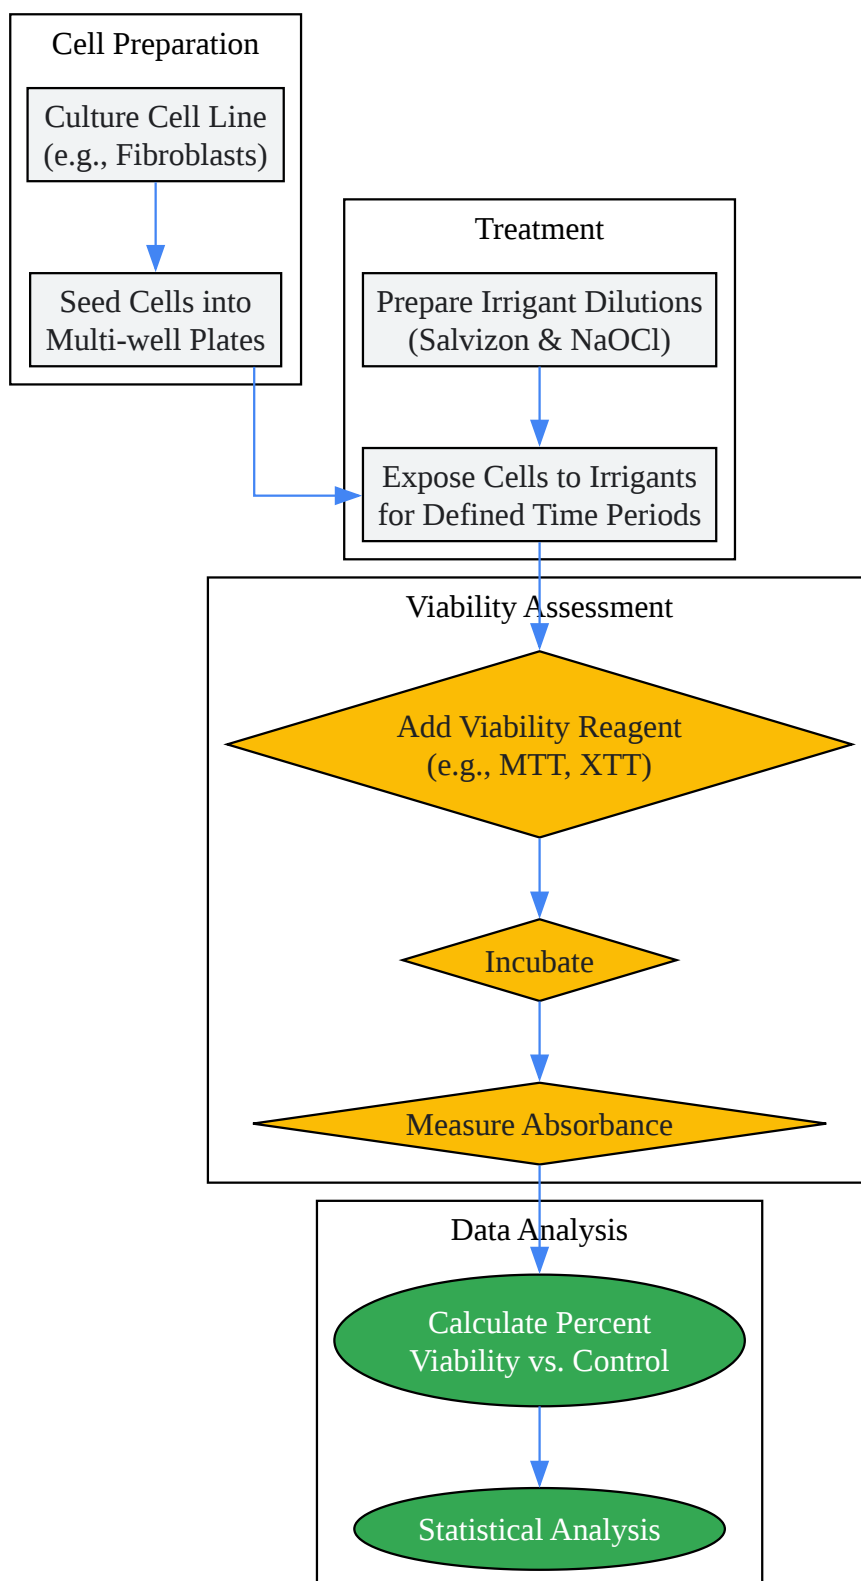 Cell Preparation
Culture Cell Line
(e.g., Fibroblasts)
Seed Cells into
Multi-well Plates
Treatment
Prepare Irrigant Dilutions
(Salvizon & NaOCl)
Expose Cells to Irrigants
for Defined Time Periods
Viability Assessment
Add Viability Reagent
(e.g., MTT, XTT)
Incubate
Measure Absorbance
Data Analysis
Calculate Percent
Viability vs. Control
Statistical Analysis